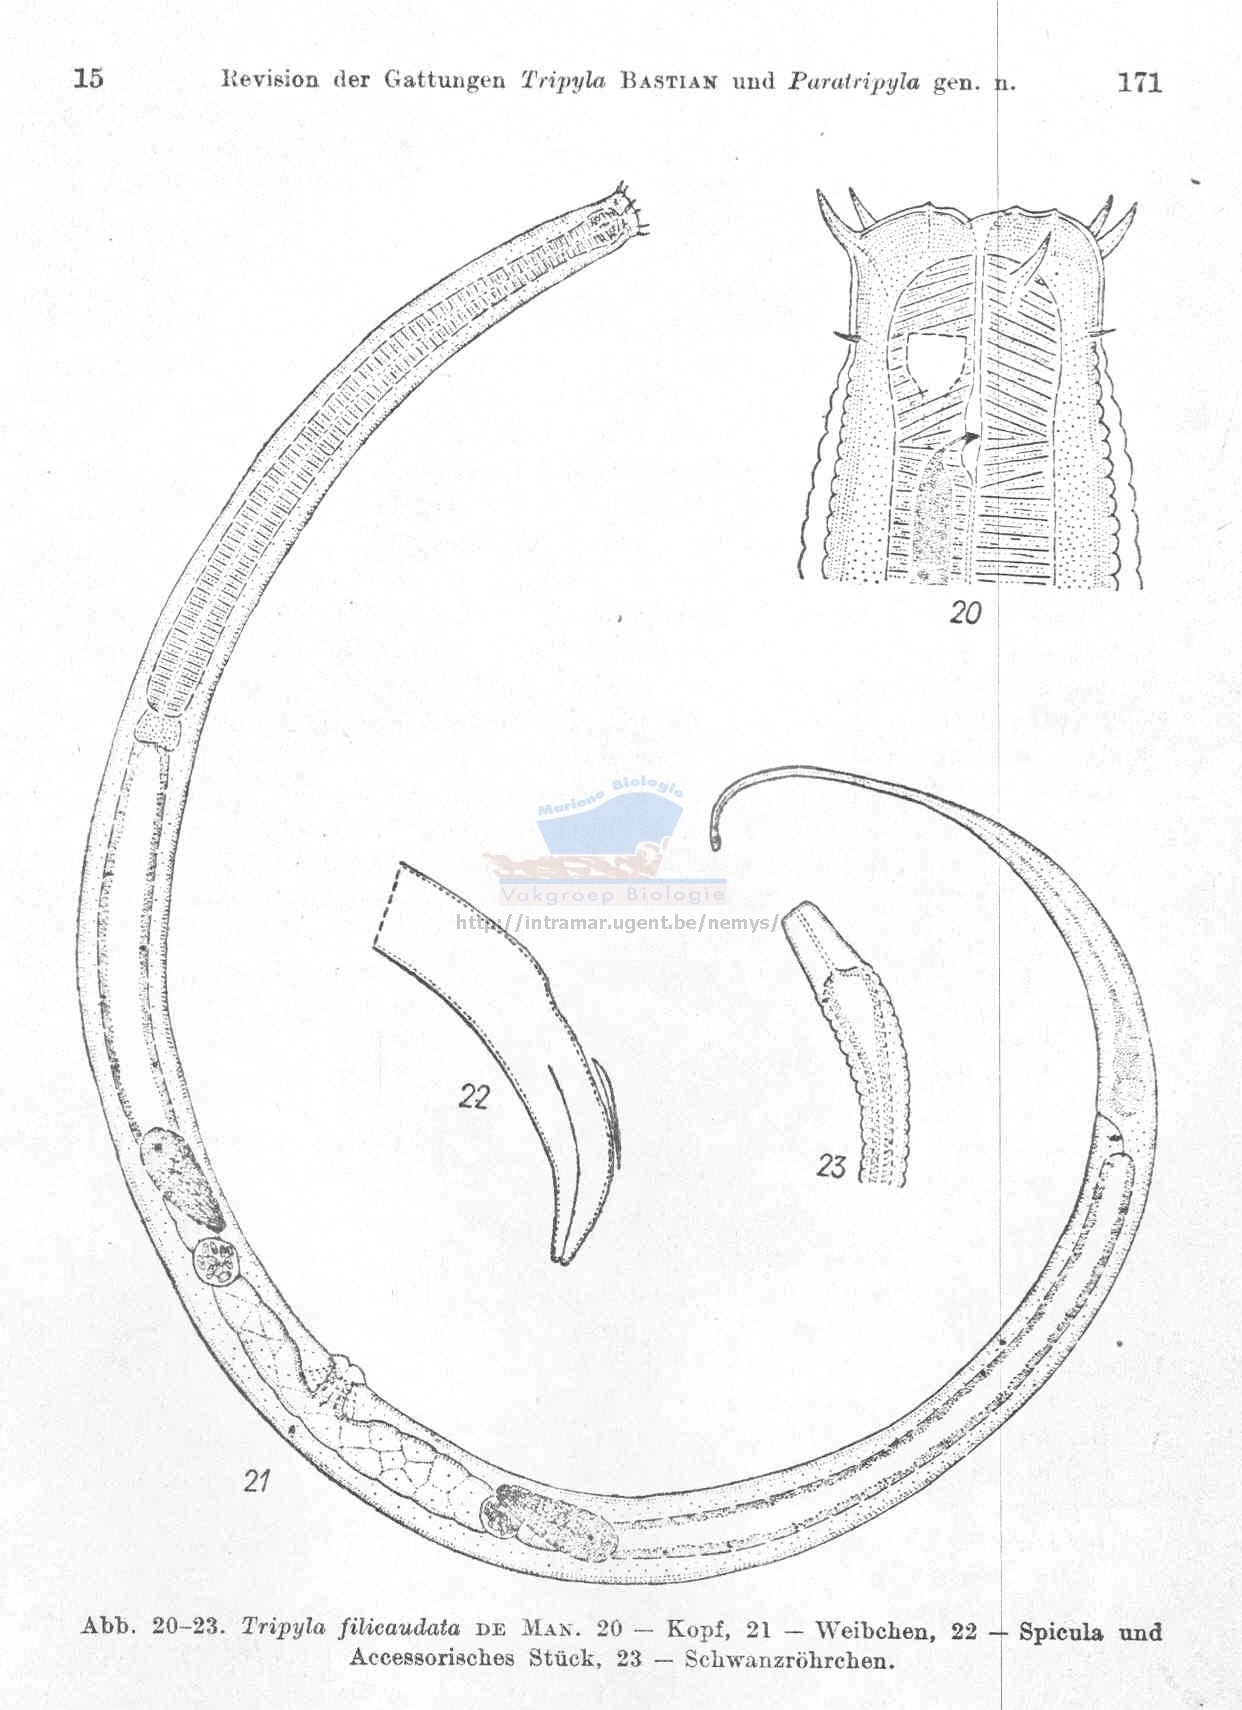 15 Revision der Gattungen Tripyla BASTIAN und Paratripyla gen. n. 171
20
Mariene Biologie
Vakgroep Biologie
http://intramar.ugent.be/nemys/
22
23
21
Abb. 20–23. Tripyla filicaudata DE MAN. 20 — Kopf, 21 — Weibchen, 22 — Spicula und
Accessorisches Stück, 23 — Schwanzröhrchen.